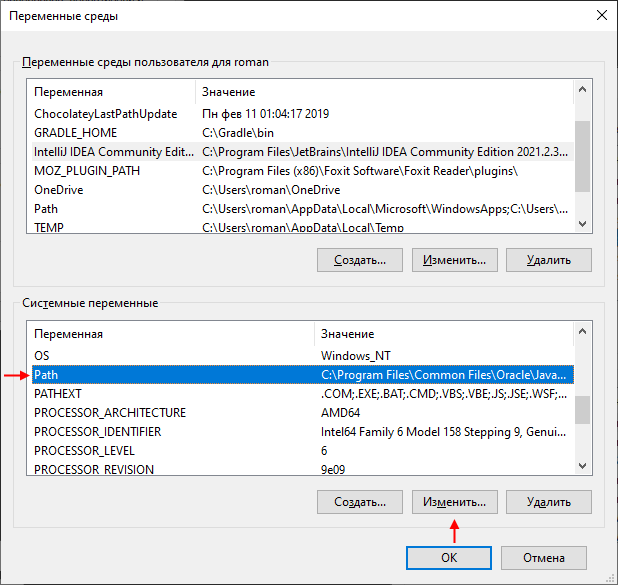 Переменные среды
Переменные среды пользователя для roman
Переменная Значение
ChocolateyLastPathUpdate Пн фев 11 01:04:17 2019
GRADLE_HOME C:\Gradle\bin
IntelliJ IDEA Community Edit... C:\Program Files\JetBrains\IntelliJ IDEA Community Edition 2021.2.3...
MOZ_PLUGIN_PATH C:\Program Files (x86)\Foxit Software\Foxit Reader\plugins\
OneDrive C:\Users\roman\OneDrive
Path C:\Users\roman\AppData\Local\Microsoft\WindowsApps;C:\Users\...
TEMP C:\Users\roman\AppData\Local\Temp
Создать... Изменить... Удалить
Системные переменные
Переменная Значение
OS Windows_NT
Path C:\Program Files\Common Files\Oracle\Java...
PATHEXT .COM;.EXE;.BAT;.CMD;.VBS;.VBE;.JS;.JSE;.WSF;...
PROCESSOR_ARCHITECTURE AMD64
PROCESSOR_IDENTIFIER Intel64 Family 6 Model 158 Stepping 9, Genui...
PROCESSOR_LEVEL 6
PROCESSOR_REVISION 9e09
Создать... Изменить... Удалить
ОК Отмена